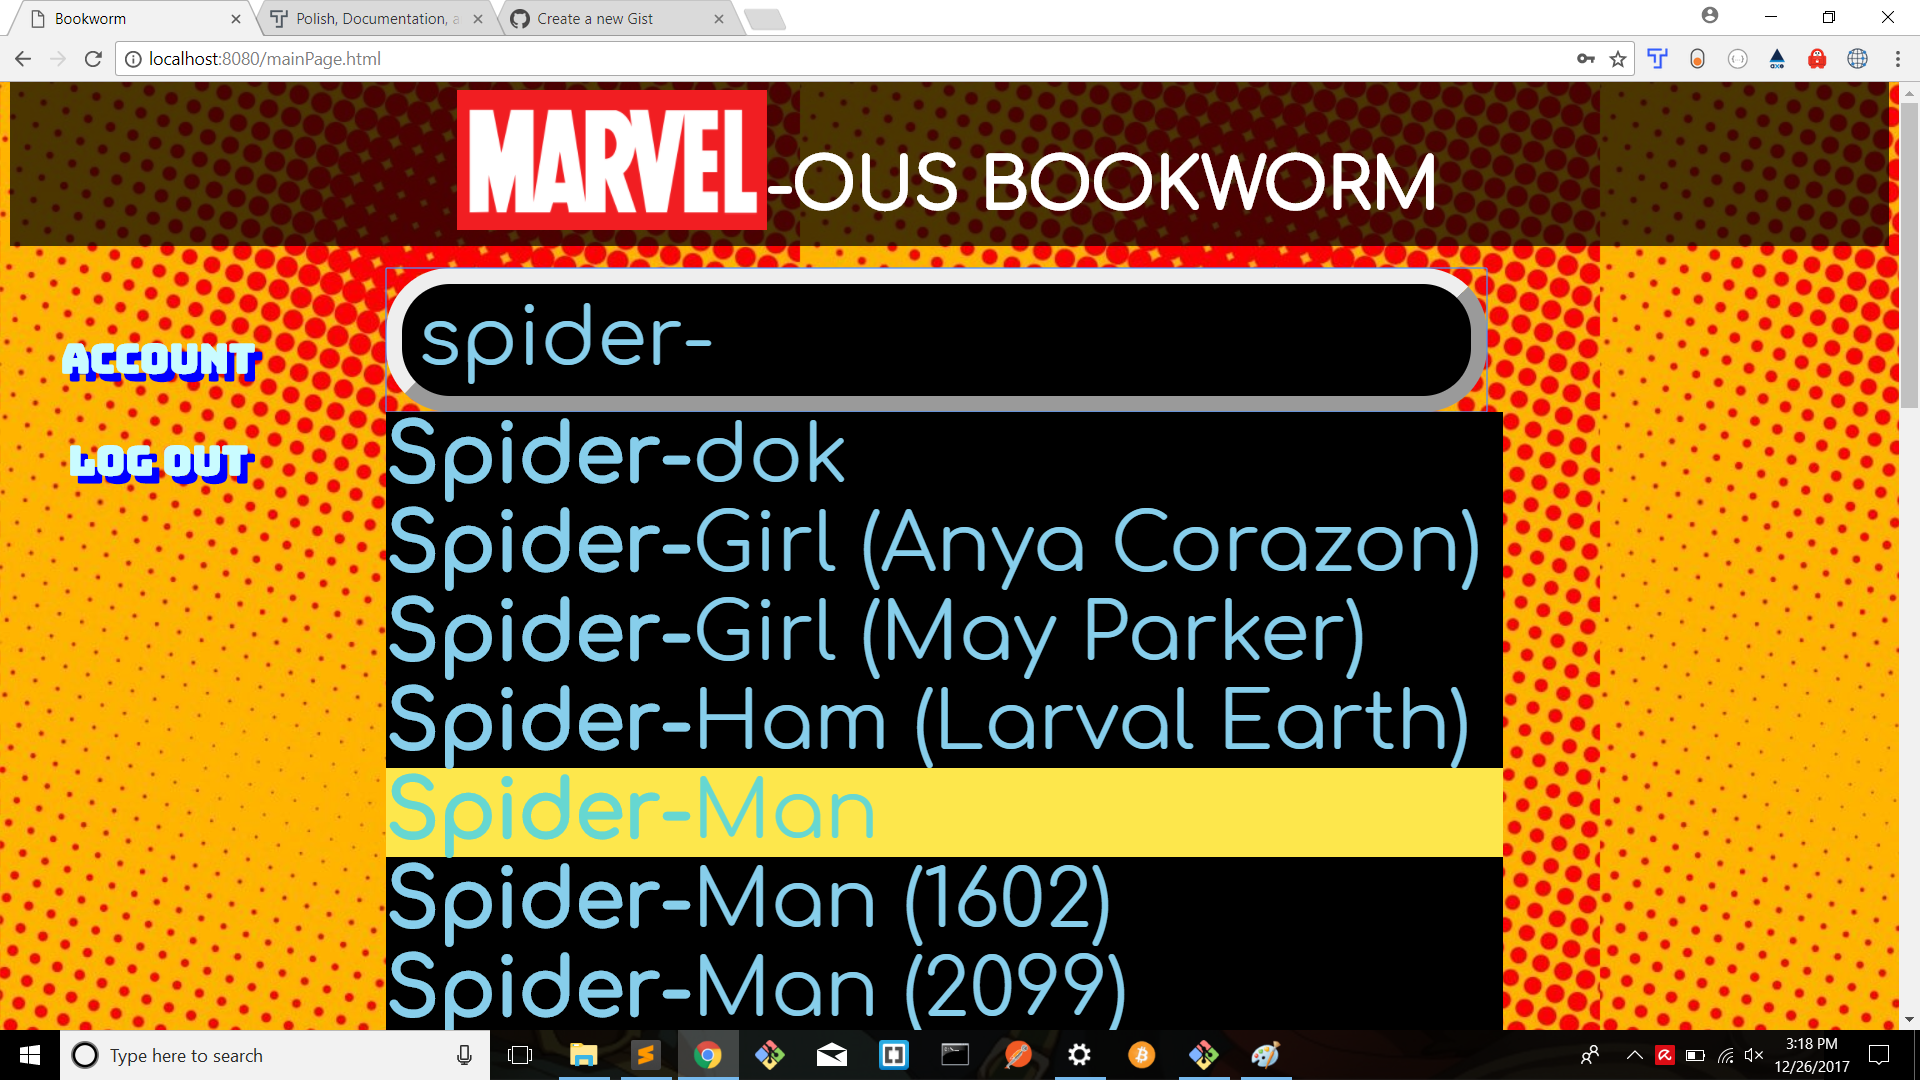 Bookworm
Polish, Documentation, a
Create a new Gist
localhost:8080/mainPage.html
MARVEL-OUS BOOKWORM
spider-
ACCOUNT
LOG OUT
Spider-dok
Spider-Girl (Anya Corazon)
Spider-Girl (May Parker)
Spider-Ham (Larval Earth)
Spider-Man
Spider-Man (1602)
Spider-Man (2099)
Type here to search
3:18 PM
12/26/2017